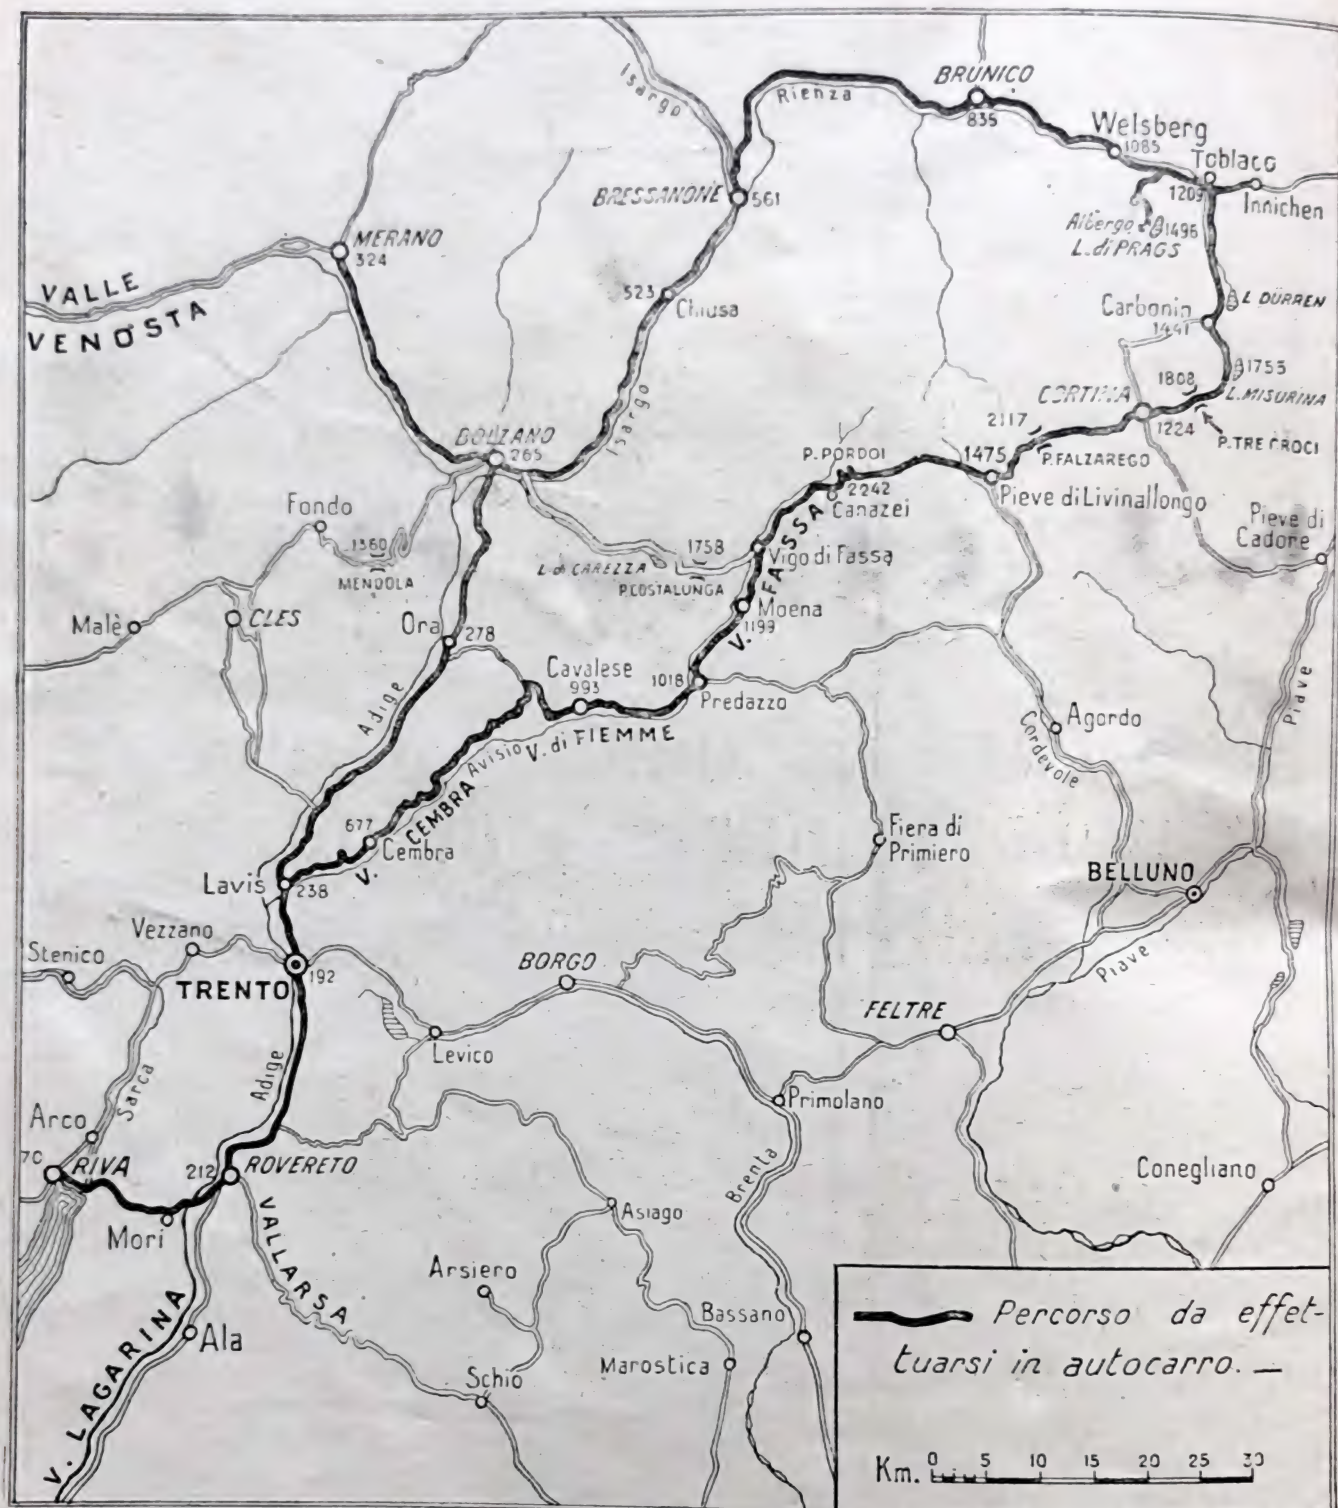 BRUNICO
835
Isargo
Rienza
Welsberg
1085
Toblaco
1209
Innichen
BRESSANONE
561
Albergo
1496
L. di PRAGS
MERANO
324
VALLE
VENOSTA
523
Chiusa
Carbonin
1441
L. DÜRREN
1753
1808
L. MISURINA
CORTINA
1224
P. TRE CROCI
Isargo
BOLZANO
265
2117
P. FALZAREGO
P. PORDOI
1475
2242
Canazei
Pieve di Livinallongo
Pieve di
Cadore
Fondo
1360
MENDOLA
1758
L. di CAREZZA
P. COSTALUNGA
Vigo di Fassa
V. FASSA
Moena
1199
Malè
CLES
Ora
278
Cavalese
993
1018
Predazzo
Adige
Avisio
V. di FIEMME
Agordo
Cordevole
Piave
677
Cembra
V. CEMBRA
Fiera di
Primiero
Lavis
238
BELLUNO
Vezzano
Stenico
TRENTO
192
BORGO
Piave
FELTRE
Levico
Adige
Sarca
Primolano
Arco
70
RIVA
212
ROVERETO
Brenta
Conegliano
Mori
VALLARSA
Asiago
Arsiero
Bassano
V. LAGARINA
Ala
Marostica
Schio
Percorso da effet-
tuarsi in autocarro. —
Km. 0 5 10 15 20 25 30